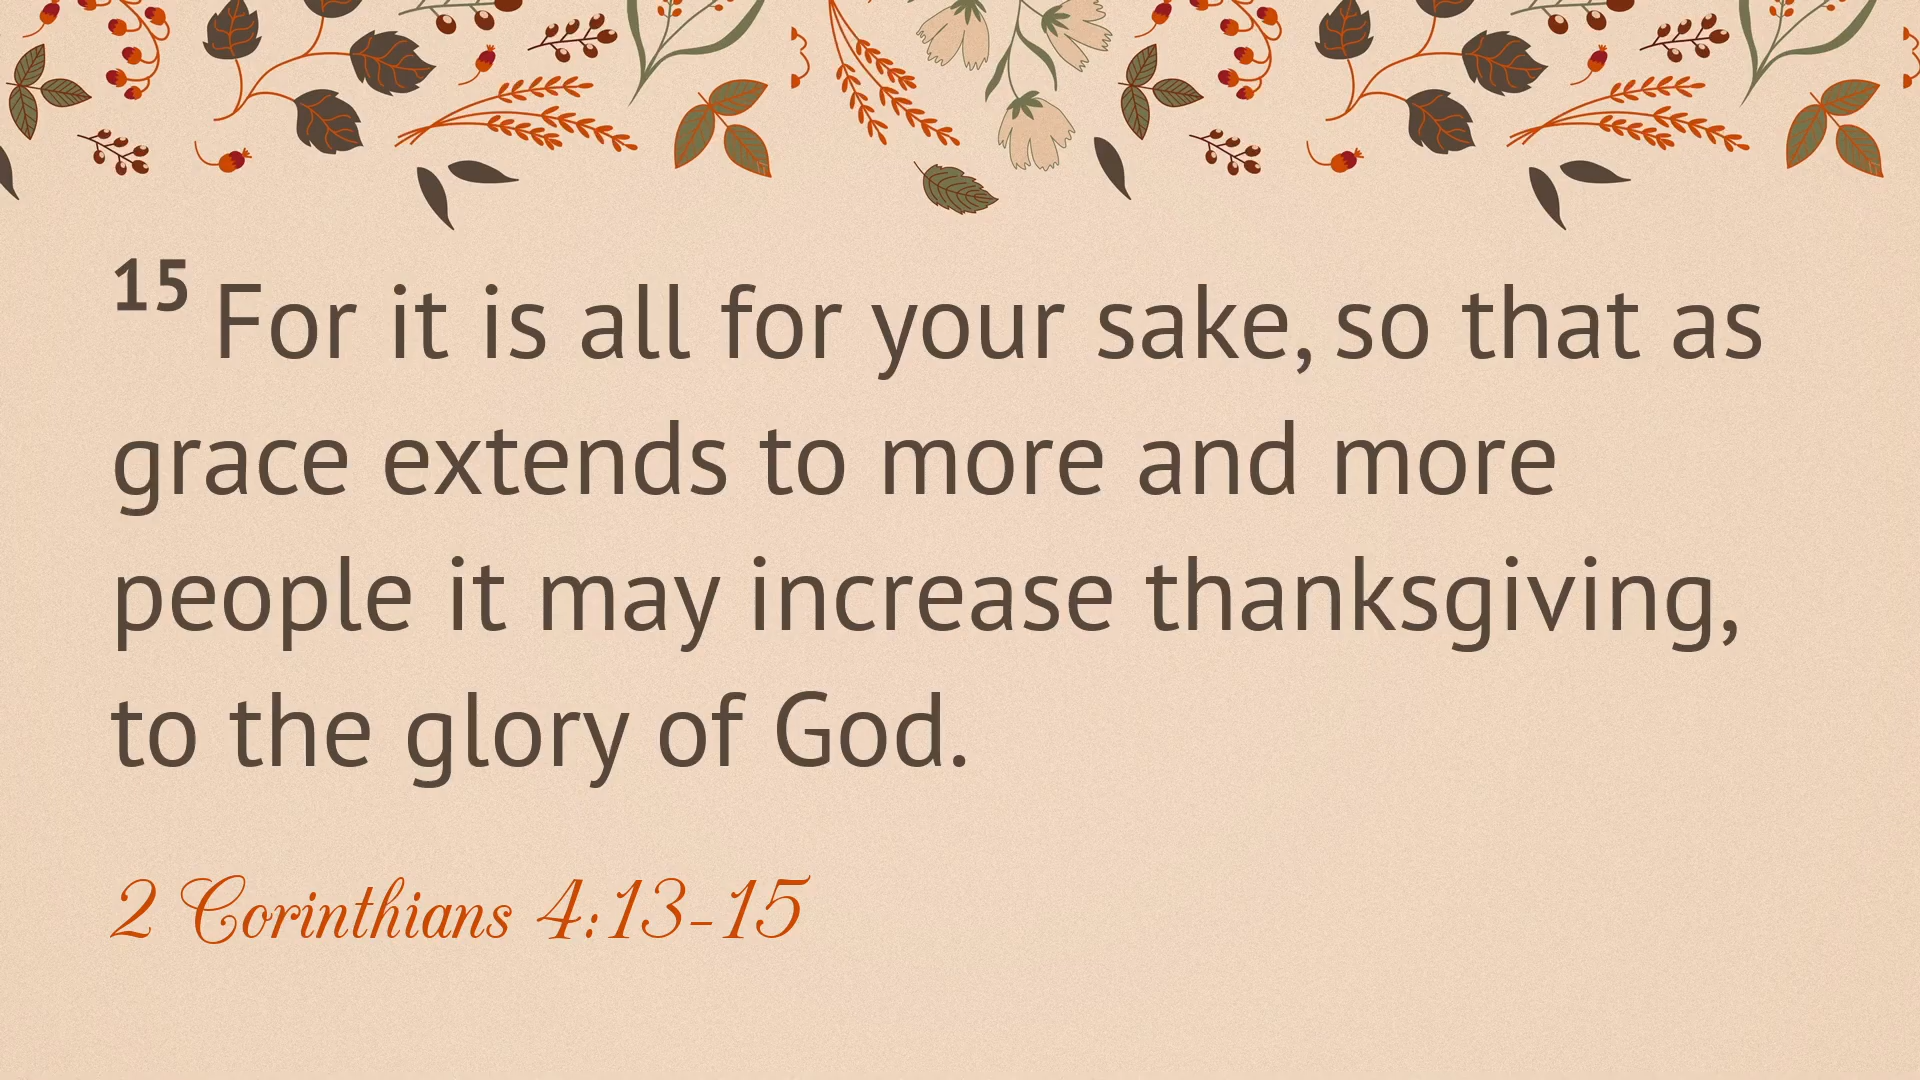 15 For it is all for your sake, so that as
grace extends to more and more
people it may increase thanksgiving,
to the glory of God.
2 Corinthians 4:13-15